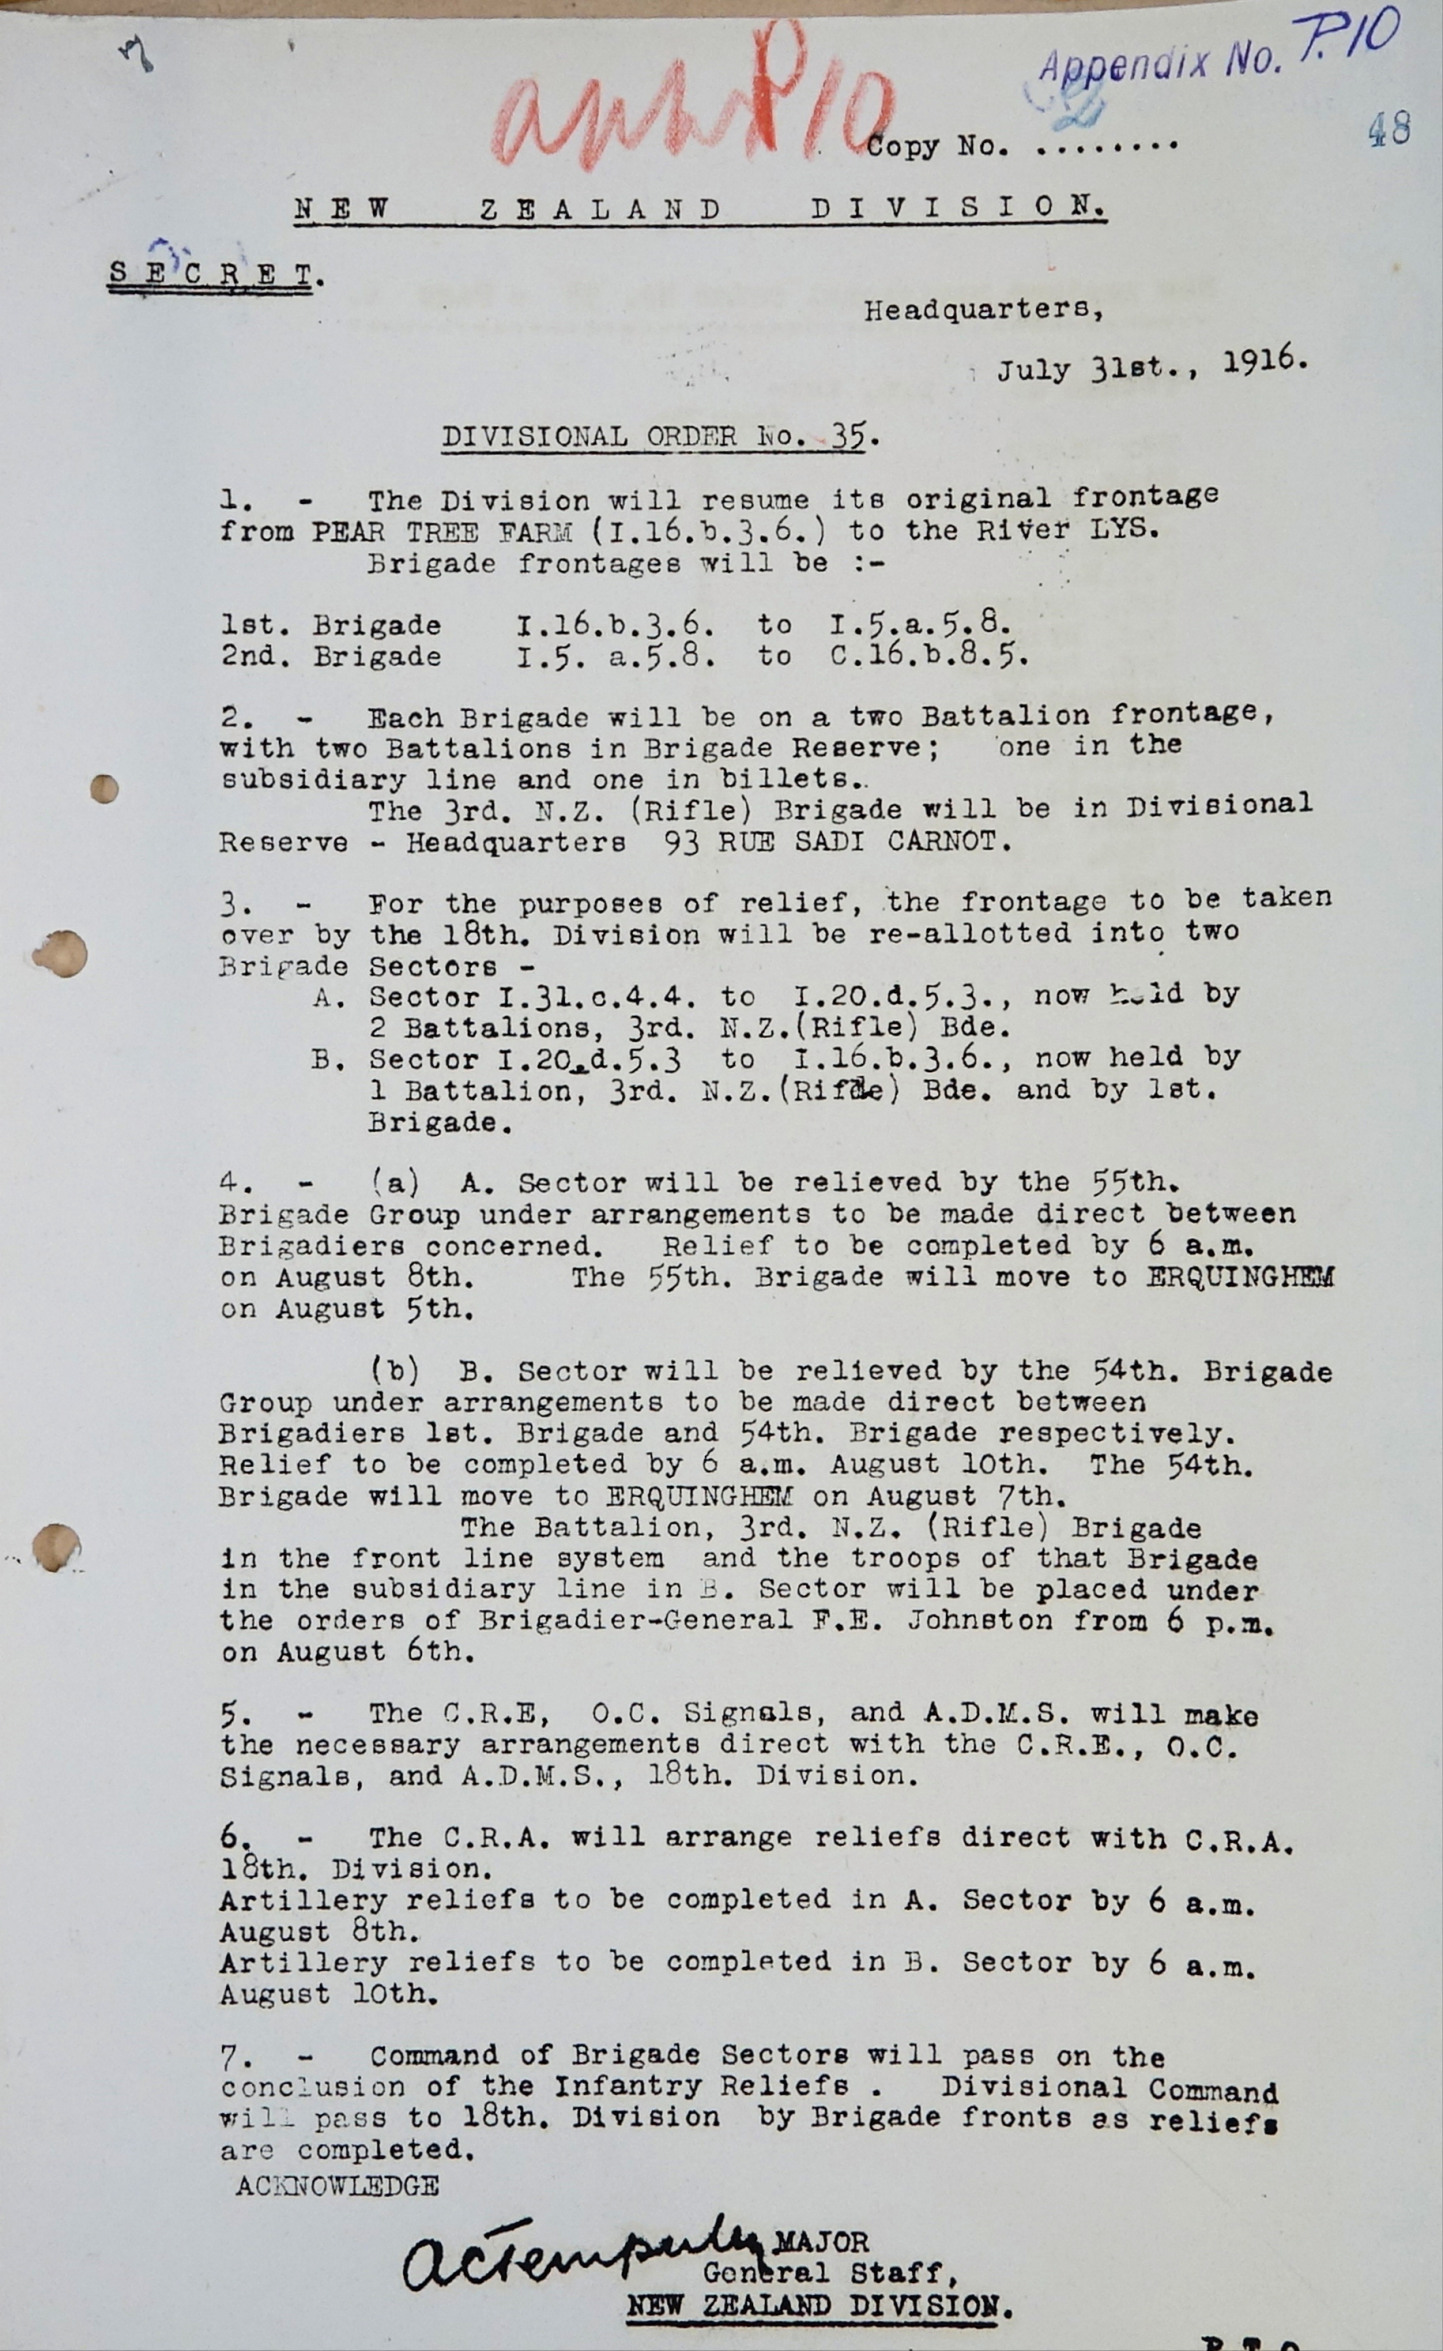 7
Appendix No. P.10
app P10
Copy No. ........
48
NEW ZEALAND DIVISION.
SECRET.
Headquarters,
July 31st., 1916.
DIVISIONAL ORDER No. 35.
1. - The Division will resume its original frontage
from PEAR TREE FARM (I.16.b.3.6.) to the River LYS.
Brigade frontages will be :-
1st. Brigade I.16.b.3.6. to I.5.a.5.8.
2nd. Brigade I.5. a.5.8. to C.16.b.8.5.
2. - Each Brigade will be on a two Battalion frontage,
with two Battalions in Brigade Reserve; one in the
subsidiary line and one in billets..
The 3rd. N.Z. (Rifle) Brigade will be in Divisional
Reserve - Headquarters 93 RUE SADI CARNOT.
3. - For the purposes of relief, the frontage to be taken
over by the 18th. Division will be re-allotted into two
Brigade Sectors -
A. Sector I.31.c.4.4. to I.20.d.5.3., now held by
2 Battalions, 3rd. N.Z.(Rifle) Bde.
B. Sector I.20.d.5.3 to I.16.b.3.6., now held by
1 Battalion, 3rd. N.Z.(Rifle) Bde. and by 1st.
Brigade.
4. - (a) A. Sector will be relieved by the 55th.
Brigade Group under arrangements to be made direct between
Brigadiers concerned. Relief to be completed by 6 a.m.
on August 8th. The 55th. Brigade will move to ERQUINGHEM
on August 5th.
(b) B. Sector will be relieved by the 54th. Brigade
Group under arrangements to be made direct between
Brigadiers 1st. Brigade and 54th. Brigade respectively.
Relief to be completed by 6 a.m. August 10th. The 54th.
Brigade will move to ERQUINGHEM on August 7th.
The Battalion, 3rd. N.Z. (Rifle) Brigade
in the front line system and the troops of that Brigade
in the subsidiary line in B. Sector will be placed under
the orders of Brigadier-General F.E. Johnston from 6 p.m.
on August 6th.
5. - The C.R.E, O.C. Signals, and A.D.M.S. will make
the necessary arrangements direct with the C.R.E., O.C.
Signals, and A.D.M.S., 18th. Division.
6. - The C.R.A. will arrange reliefs direct with C.R.A.
18th. Division.
Artillery reliefs to be completed in A. Sector by 6 a.m.
August 8th.
Artillery reliefs to be completed in B. Sector by 6 a.m.
August 10th.
7. - Command of Brigade Sectors will pass on the
conclusion of the Infantry Reliefs . Divisional Command
will pass to 18th. Division by Brigade fronts as reliefs
are completed.
ACKNOWLEDGE
ACTemperley MAJOR
General Staff,
NEW ZEALAND DIVISION.
P.T.O.